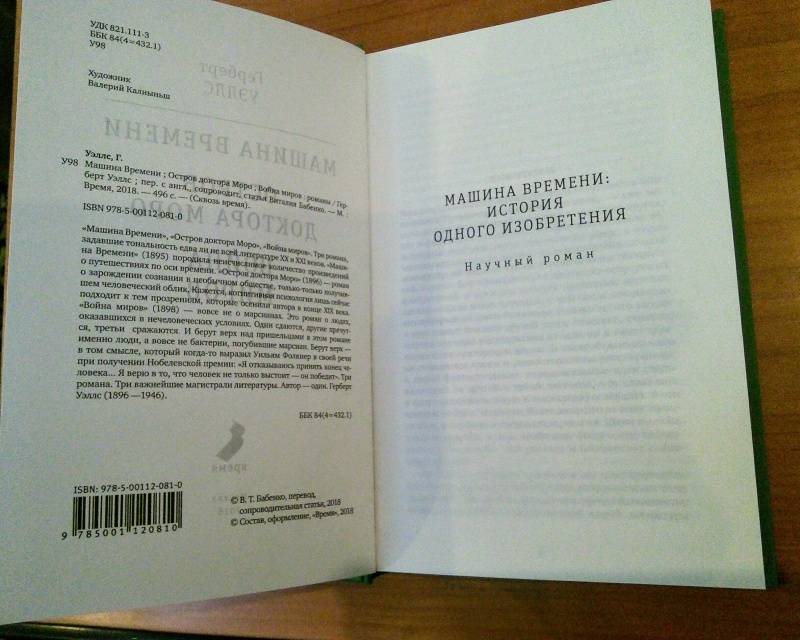 УДК 821.111-3
ББК 84(4=432.1)
У98
Художник
Валерий Калныньш
Уэллс, Г.
У98 Машина Времени ; Остров доктора Моро ; Война миров : романы / Гер-
берт Уэллс ; пер. с англ., сопроводит. статья Виталия Бабенко. — М. :
Время, 2018. — 496 с. — (Сквозь время).
ISBN 978-5-00112-081-0
«Машина Времени», «Остров доктора Моро», «Война миров». Три романа,
задавшие тональность едва ли не всей литературе XX и XXI веков. «Маши-
на Времени» (1895) породила неисчислимое количество произведений
о путешествиях по оси времени. «Остров доктора Моро» (1896) — роман
о зарождении сознания в необычном обществе, только-только получив-
шем человеческий облик. Кажется, когнитивная психология лишь сейчас
подходит к тем прозрениям, которые осенили автора в конце XIX века.
«Война миров» (1898) — вовсе не о марсианах. Это роман о людях,
оказавшихся в нечеловеческих условиях. Одни сдаются, другие прячут-
ся, третьи сражаются. И берут верх над пришельцами в этом романе
именно люди, а вовсе не бактерии, погубившие марсиан. Берут верх —
в том смысле, который когда-то выразил Уильям Фолкнер в своей речи
при получении Нобелевской премии: «Я отказываюсь принять конец че-
ловека... Я верю в то, что человек не только выстоит — он победит». Три
романа. Три важнейшие магистрали литературы. Автор — один. Герберт
Уэллс (1896 —1946).
ББК 84(4=432.1)
ISBN: 978-5-00112-081-0
9 785001 120810
© В. Т. Бабенко, перевод,
сопроводительная статья, 2018
© Состав, оформление, «Время», 2018
МАШИНА ВРЕМЕНИ:
ИСТОРИЯ
ОДНОГО ИЗОБРЕТЕНИЯ
Научный роман